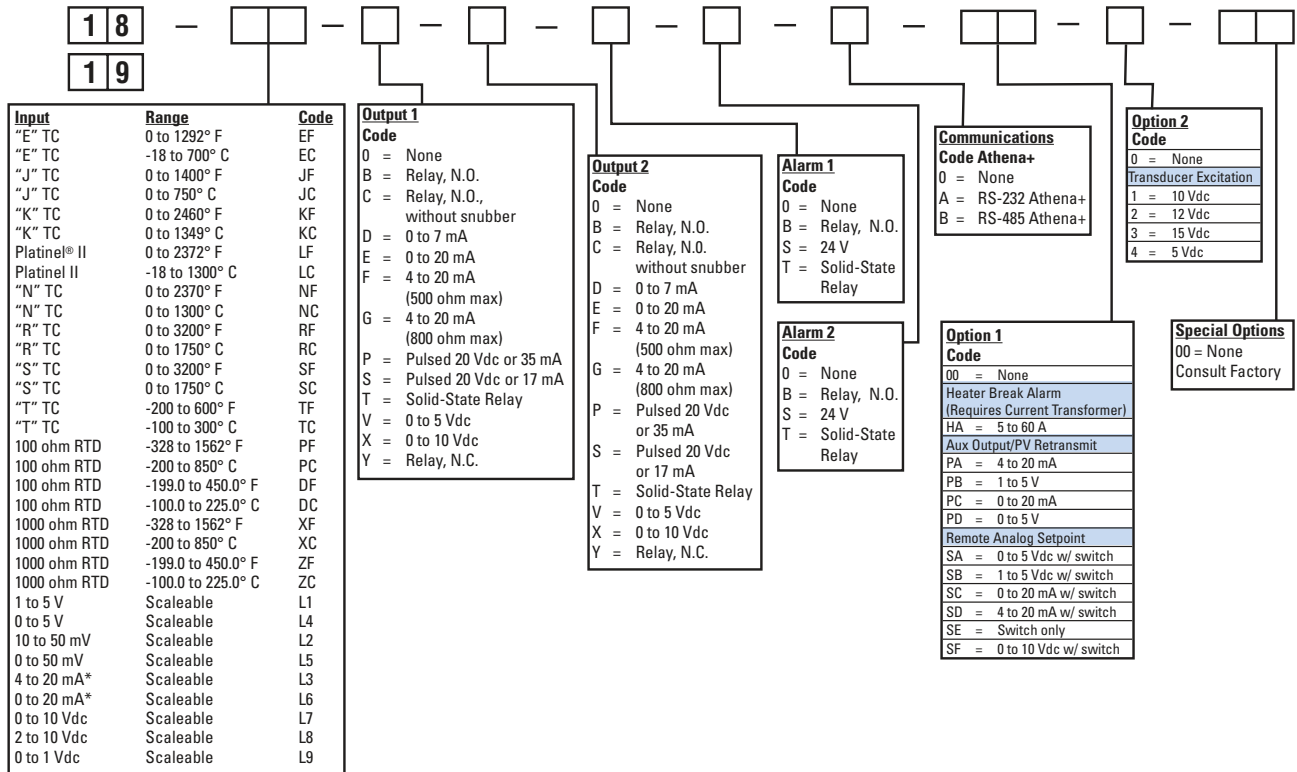 1 8 – – – – – – – –
1 9
Input Range Code
“E” TC 0 to 1292° F EF
“E” TC -18 to 700° C EC
“J” TC 0 to 1400° F JF
“J” TC 0 to 750° C JC
“K” TC 0 to 2460° F KF
“K” TC 0 to 1349° C KC
Platinel® II 0 to 2372° F LF
Platinel II -18 to 1300° C LC
“N” TC 0 to 2370° F NF
“N” TC 0 to 1300° C NC
“R” TC 0 to 3200° F RF
“R” TC 0 to 1750° C RC
“S” TC 0 to 3200° F SF
“S” TC 0 to 1750° C SC
“T” TC -200 to 600° F TF
“T” TC -100 to 300° C TC
100 ohm RTD -328 to 1562° F PF
100 ohm RTD -200 to 850° C PC
100 ohm RTD -199.0 to 450.0° F DF
100 ohm RTD -100.0 to 225.0° C DC
1000 ohm RTD -328 to 1562° F XF
1000 ohm RTD -200 to 850° C XC
1000 ohm RTD -199.0 to 450.0° F ZF
1000 ohm RTD -100.0 to 225.0° C ZC
1 to 5 V Scaleable L1
0 to 5 V Scaleable L4
10 to 50 mV Scaleable L2
0 to 50 mV Scaleable L5
4 to 20 mA* Scaleable L3
0 to 20 mA* Scaleable L6
0 to 10 Vdc Scaleable L7
2 to 10 Vdc Scaleable L8
0 to 1 Vdc Scaleable L9
Output 1
Code
0 = None
B = Relay, N.O.
C = Relay, N.O.,
without snubber
D = 0 to 7 mA
E = 0 to 20 mA
F = 4 to 20 mA
(500 ohm max)
G = 4 to 20 mA
(800 ohm max)
P = Pulsed 20 Vdc or 35 mA
S = Pulsed 20 Vdc or 17 mA
T = Solid-State Relay
V = 0 to 5 Vdc
X = 0 to 10 Vdc
Y = Relay, N.C.
Output 2
Code
0 = None
B = Relay, N.O.
C = Relay, N.0.
without snubber
D = 0 to 7 mA
E = 0 to 20 mA
F = 4 to 20 mA
(500 ohm max)
G = 4 to 20 mA
(800 ohm max)
P = Pulsed 20 Vdc
or 35 mA
S = Pulsed 20 Vdc
or 17 mA
T = Solid-State Relay
V = 0 to 5 Vdc
X = 0 to 10 Vdc
Y = Relay, N.C.
Alarm 1
Code
0 = None
B = Relay, N.O.
S = 24 V
T = Solid-State
Relay
Alarm 2
Code
0 = None
B = Relay, N.O.
S = 24 V
T = Solid-State
Relay
Communications
Code Athena+
0 = None
A = RS-232 Athena+
B = RS-485 Athena+
Option 1
Code
00 = None
Heater Break Alarm
(Requires Current Transformer)
HA = 5 to 60 A
Aux Output/PV Retransmit
PA = 4 to 20 mA
PB = 1 to 5 V
PC = 0 to 20 mA
PD = 0 to 5 V
Remote Analog Setpoint
SA = 0 to 5 Vdc w/ switch
SB = 1 to 5 Vdc w/ switch
SC = 0 to 20 mA w/ switch
SD = 4 to 20 mA w/ switch
SE = Switch only
SF = 0 to 10 Vdc w/ switch
Option 2
Code
0 = None
Transducer Excitation
1 = 10 Vdc
2 = 12 Vdc
3 = 15 Vdc
4 = 5 Vdc
Special Options
00 = None
Consult Factory